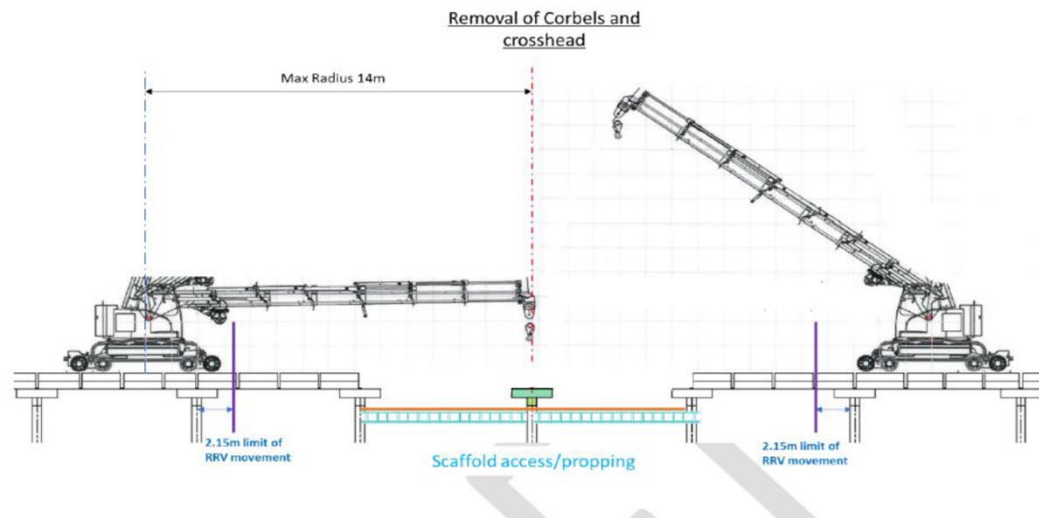 Removal of Corbels and
crosshead
Max Radius 14m
2.15m limit of
RRV movement
Scaffold access/propping
2.15m limit of
RRV movement